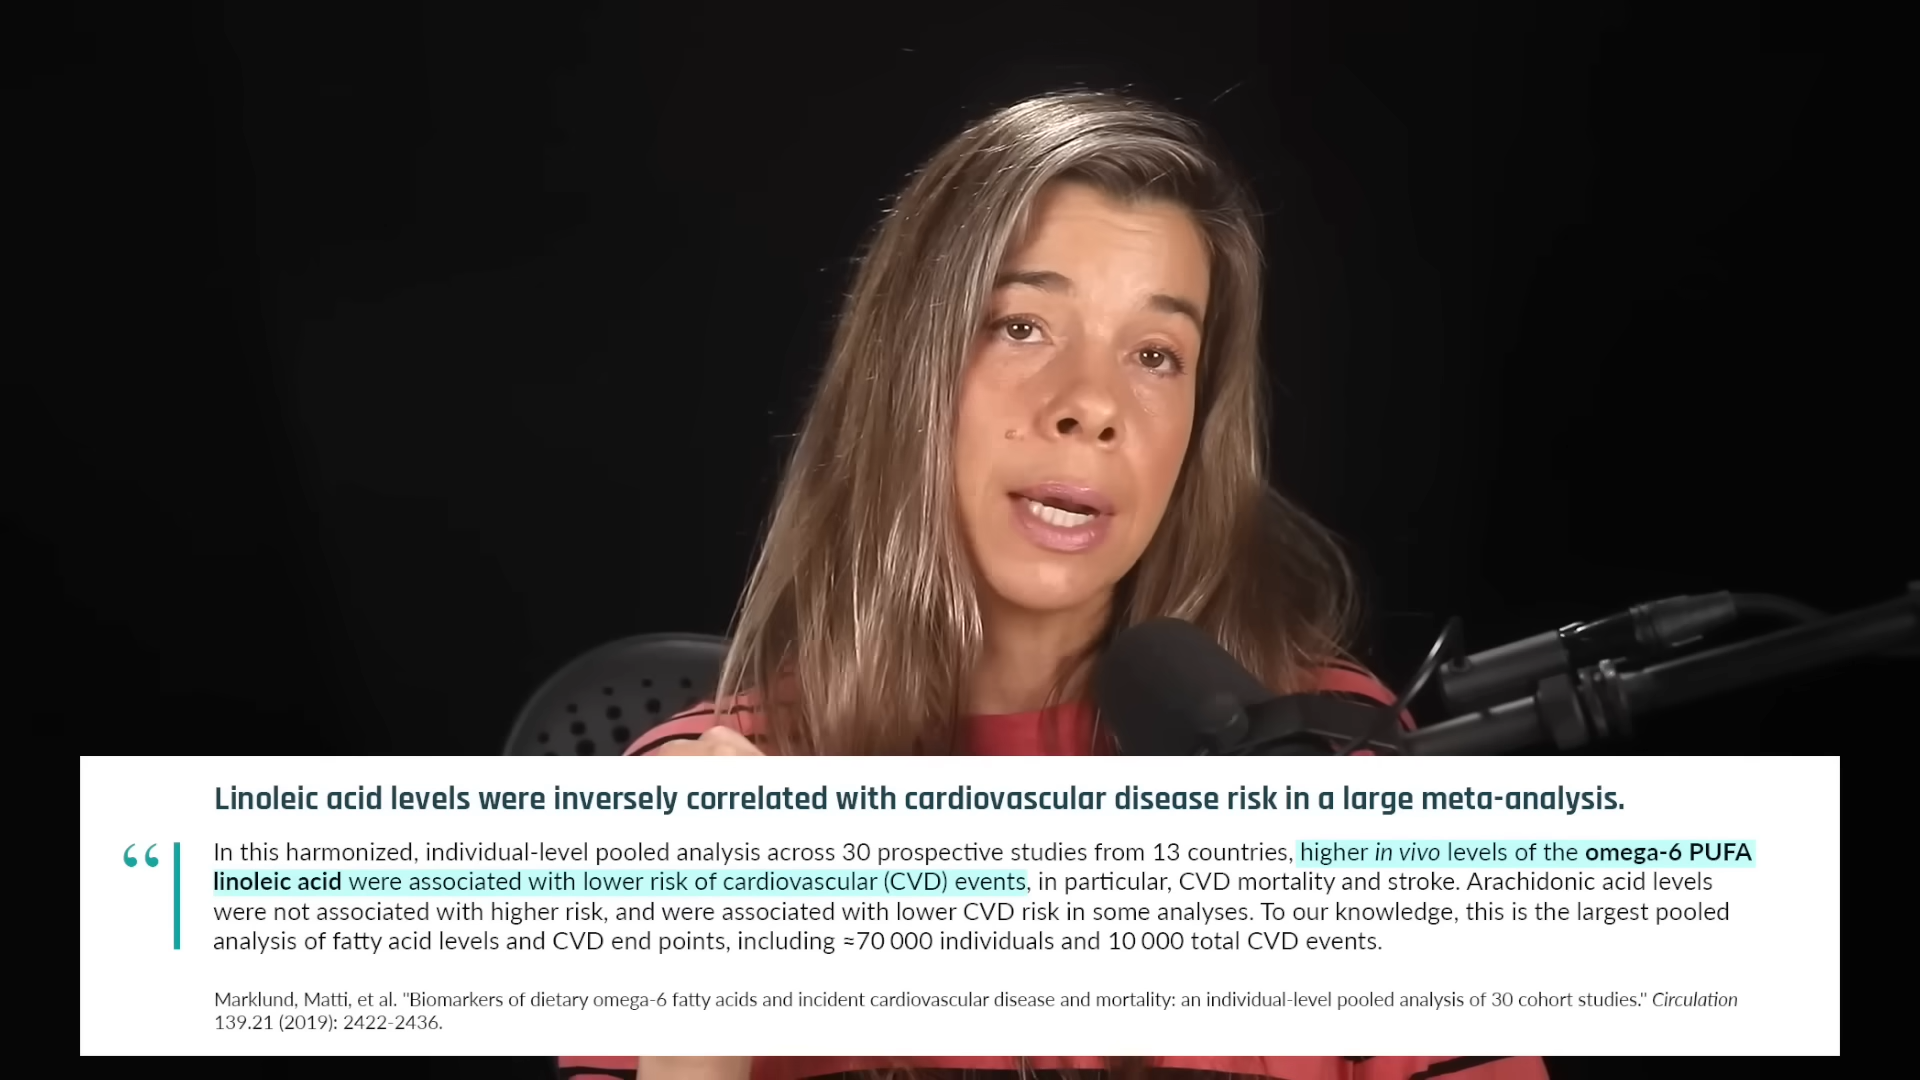 Linoleic acid levels were inversely correlated with cardiovascular disease risk in a large meta-analysis.
“
In this harmonized, individual-level pooled analysis across 30 prospective studies from 13 countries, higher in vivo levels of the omega-6 PUFA
linoleic acid were associated with lower risk of cardiovascular (CVD) events, in particular, CVD mortality and stroke. Arachidonic acid levels
were not associated with higher risk, and were associated with lower CVD risk in some analyses. To our knowledge, this is the largest pooled
analysis of fatty acid levels and CVD end points, including ≈70 000 individuals and 10 000 total CVD events.
Marklund, Matti, et al. "Biomarkers of dietary omega-6 fatty acids and incident cardiovascular disease and mortality: an individual-level pooled analysis of 30 cohort studies." Circulation
139.21 (2019): 2422-2436.